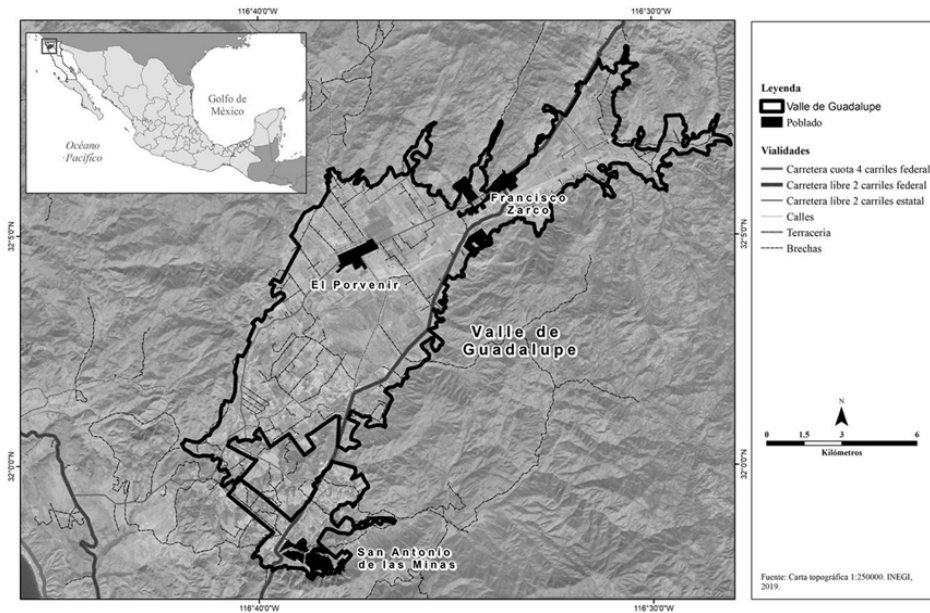 116°40'0"W
116°30'0"W
Golfo de
México
Océano
Pacífico
32°5'0"N
32°5'0"N
32°0'0"N
32°0'0"N
Francisco
Zarco
El Porvenir
Valle de
Guadalupe
San Antonio
de las Minas
116°40'0"W
116°30'0"W
Leyenda
Valle de Guadalupe
Poblado
Vialidades
Carretera cuota 4 carriles federal
Carretera libre 2 carriles federal
Carretera libre 2 carriles estatal
Calles
Terraceria
Brechas
N
0 1.5 3 6
Kilómetros
Fuente: Carta topográfica 1:250000. INEGI,
2019.